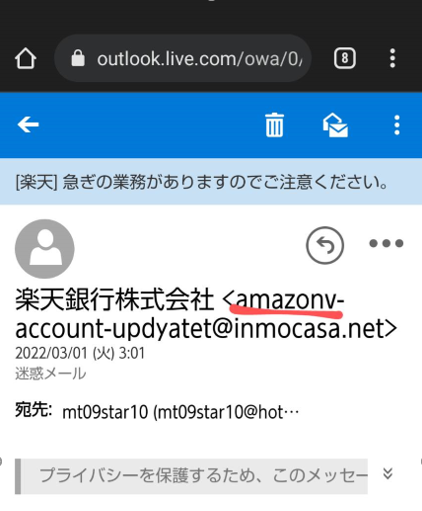 outlook.live.com/owa/0/
8
[楽天] 急ぎの業務がありますのでご注意ください。
楽天銀行株式会社 <amazonv-
account-updyatet@inmocasa.net>
2022/03/01 (火) 3:01
迷惑メール
宛先: mt09star10 (mt09star10@hot…
プライバシーを保護するため、このメッセー